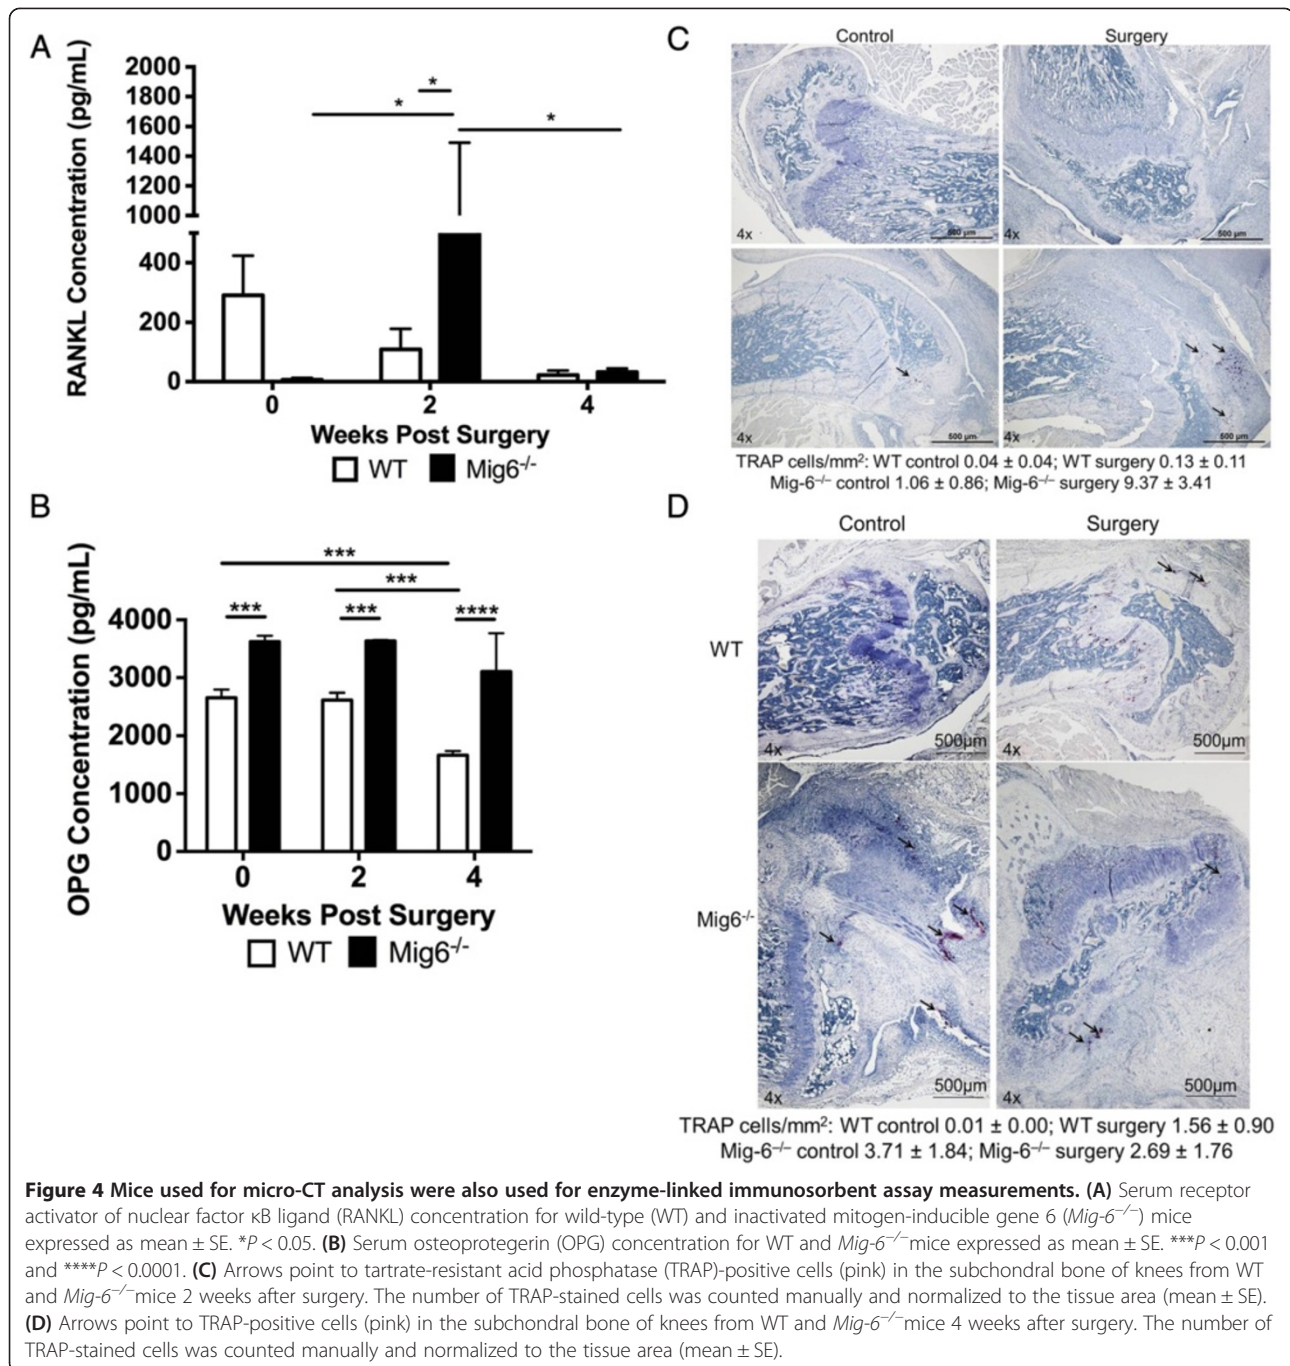 A
RANKL Concentration (pg/mL)
2000
1800
1600
1400
1200
1000
400
200
0
*
*
*
0 2 4
Weeks Post Surgery
WT Mig6-/-
B
OPG Concentration (pg/mL)
4000
3000
2000
1000
0
***
***
*** *** ****
0 2 4
Weeks Post Surgery
WT Mig6-/-
C
Control Surgery
4x 500 µm 4x 500 µm
4x 500 µm 4x 500 µm
TRAP cells/mm²: WT control 0.04 ± 0.04; WT surgery 0.13 ± 0.11
Mig-6–/– control 1.06 ± 0.86; Mig-6–/– surgery 9.37 ± 3.41
D
Control Surgery
WT
4x 500µm 4x 500µm
Mig6-/-
4x 500µm 4x 500µm
TRAP cells/mm²: WT control 0.01 ± 0.00; WT surgery 1.56 ± 0.90
Mig-6–/– control 3.71 ± 1.84; Mig-6–/– surgery 2.69 ± 1.76
Figure 4 Mice used for micro-CT analysis were also used for enzyme-linked immunosorbent assay measurements. (A) Serum receptor
activator of nuclear factor κB ligand (RANKL) concentration for wild-type (WT) and inactivated mitogen-inducible gene 6 (Mig-6−/−) mice
expressed as mean ± SE. *P < 0.05. (B) Serum osteoprotegerin (OPG) concentration for WT and Mig-6−/−mice expressed as mean ± SE. ***P < 0.001
and ****P < 0.0001. (C) Arrows point to tartrate-resistant acid phosphatase (TRAP)-positive cells (pink) in the subchondral bone of knees from WT
and Mig-6−/−mice 2 weeks after surgery. The number of TRAP-stained cells was counted manually and normalized to the tissue area (mean ± SE).
(D) Arrows point to TRAP-positive cells (pink) in the subchondral bone of knees from WT and Mig-6−/−mice 4 weeks after surgery. The number of
TRAP-stained cells was counted manually and normalized to the tissue area (mean ± SE).